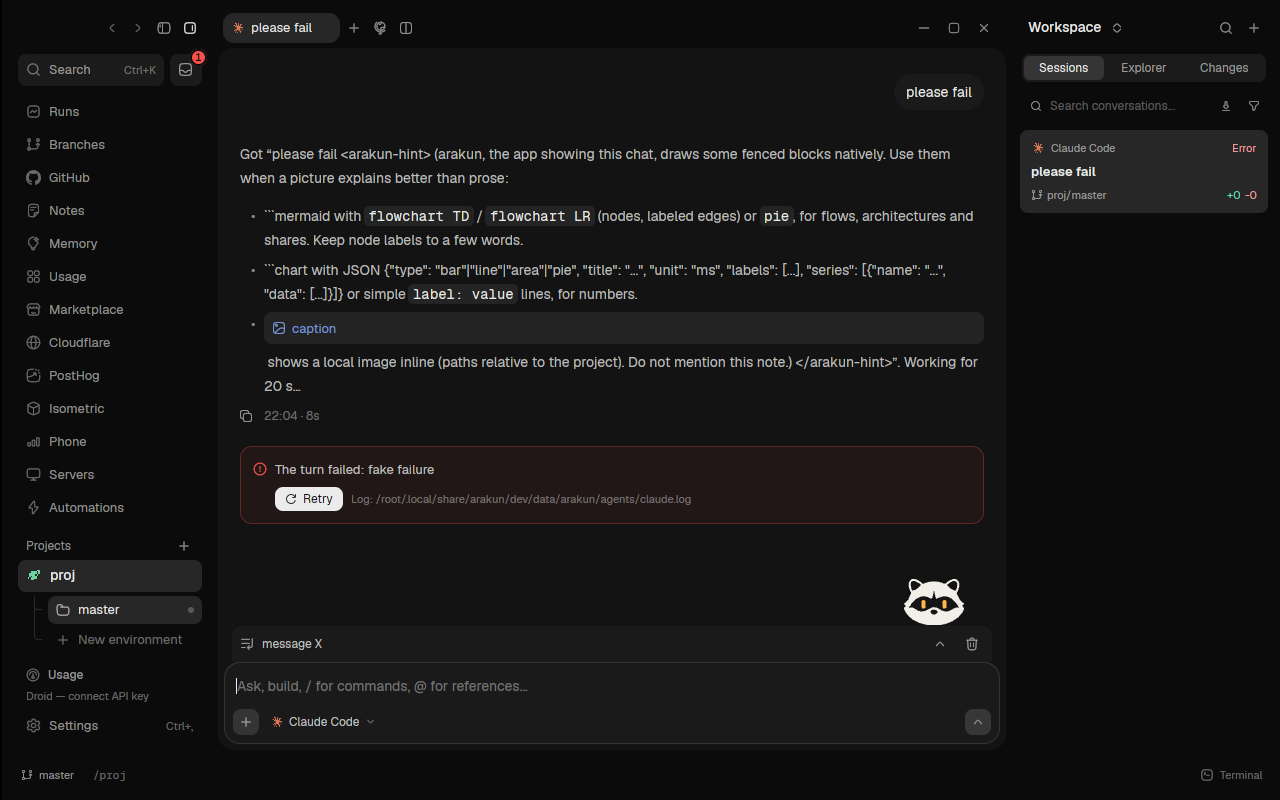 please fail
Search Ctrl+K
1
Runs
Branches
GitHub
Notes
Memory
Usage
Marketplace
Cloudflare
PostHog
Isometric
Phone
Servers
Automations
Projects
proj
master
New environment
Usage
Droid — connect API key
Settings Ctrl+,
master /proj
please fail
Got “please fail <arakun-hint> (arakun, the app showing this chat, draws some fenced blocks natively. Use them
when a picture explains better than prose:
• ```mermaid with flowchart TD / flowchart LR (nodes, labeled edges) or pie, for flows, architectures and
shares. Keep node labels to a few words.
• ```chart with JSON {"type": "bar"|"line"|"area"|"pie", "title": "…", "unit": "ms", "labels": […], "series": [{"name": "…",
"data": […]}]} or simple label: value lines, for numbers.
• caption
shows a local image inline (paths relative to the project). Do not mention this note.) </arakun-hint>”. Working for
20 s…
22:04 · 8s
The turn failed: fake failure
Retry Log: /root/.local/share/arakun/dev/data/arakun/agents/claude.log
message X
Ask, build, / for commands, @ for references…
Claude Code
Workspace
Sessions Explorer Changes
Search conversations…
Claude Code Error
please fail
proj/master +0 -0
Terminal